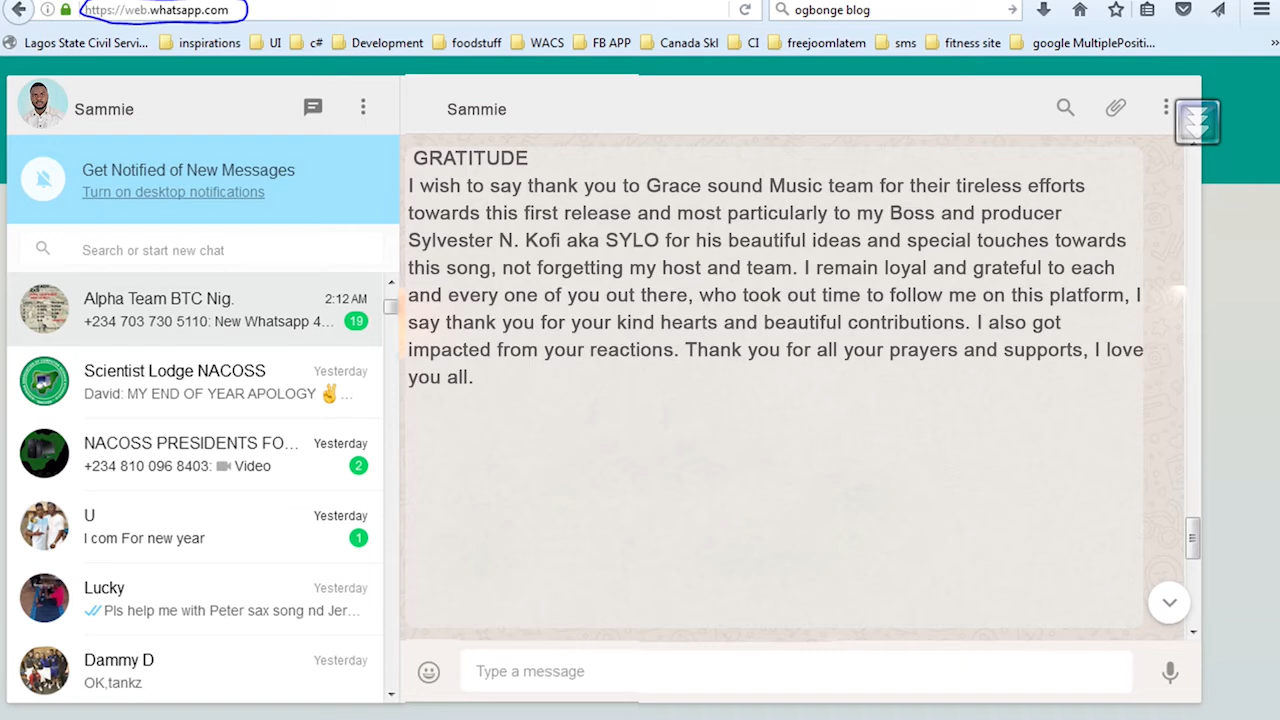 https://web.whatsapp.com
ogbonge blog
Lagos State Civil Servi...
inspirations
UI
c#
Development
foodstuff
WACS
FB APP
Canada Skl
CI
freejoomlatem
sms
fitness site
google MultiplePositi...
Sammie
Get Notified of New Messages
Turn on desktop notifications
Search or start new chat
Alpha Team BTC Nig.
2:12 AM
+234 703 730 5110: New Whatsapp 4...
19
Scientist Lodge NACOSS
Yesterday
David: MY END OF YEAR APOLOGY ✌...
NACOSS PRESIDENTS FO...
Yesterday
+234 810 096 8403: Video
2
U
Yesterday
I com For new year
1
Lucky
Yesterday
Pls help me with Peter sax song nd Jer...
Dammy D
Yesterday
OK,tankz
Sammie
GRATITUDE
I wish to say thank you to Grace sound Music team for their tireless efforts
towards this first release and most particularly to my Boss and producer
Sylvester N. Kofi aka SYLO for his beautiful ideas and special touches towards
this song, not forgetting my host and team. I remain loyal and grateful to each
and every one of you out there, who took out time to follow me on this platform, I
say thank you for your kind hearts and beautiful contributions. I also got
impacted from your reactions. Thank you for all your prayers and supports, I love
you all.
Type a message